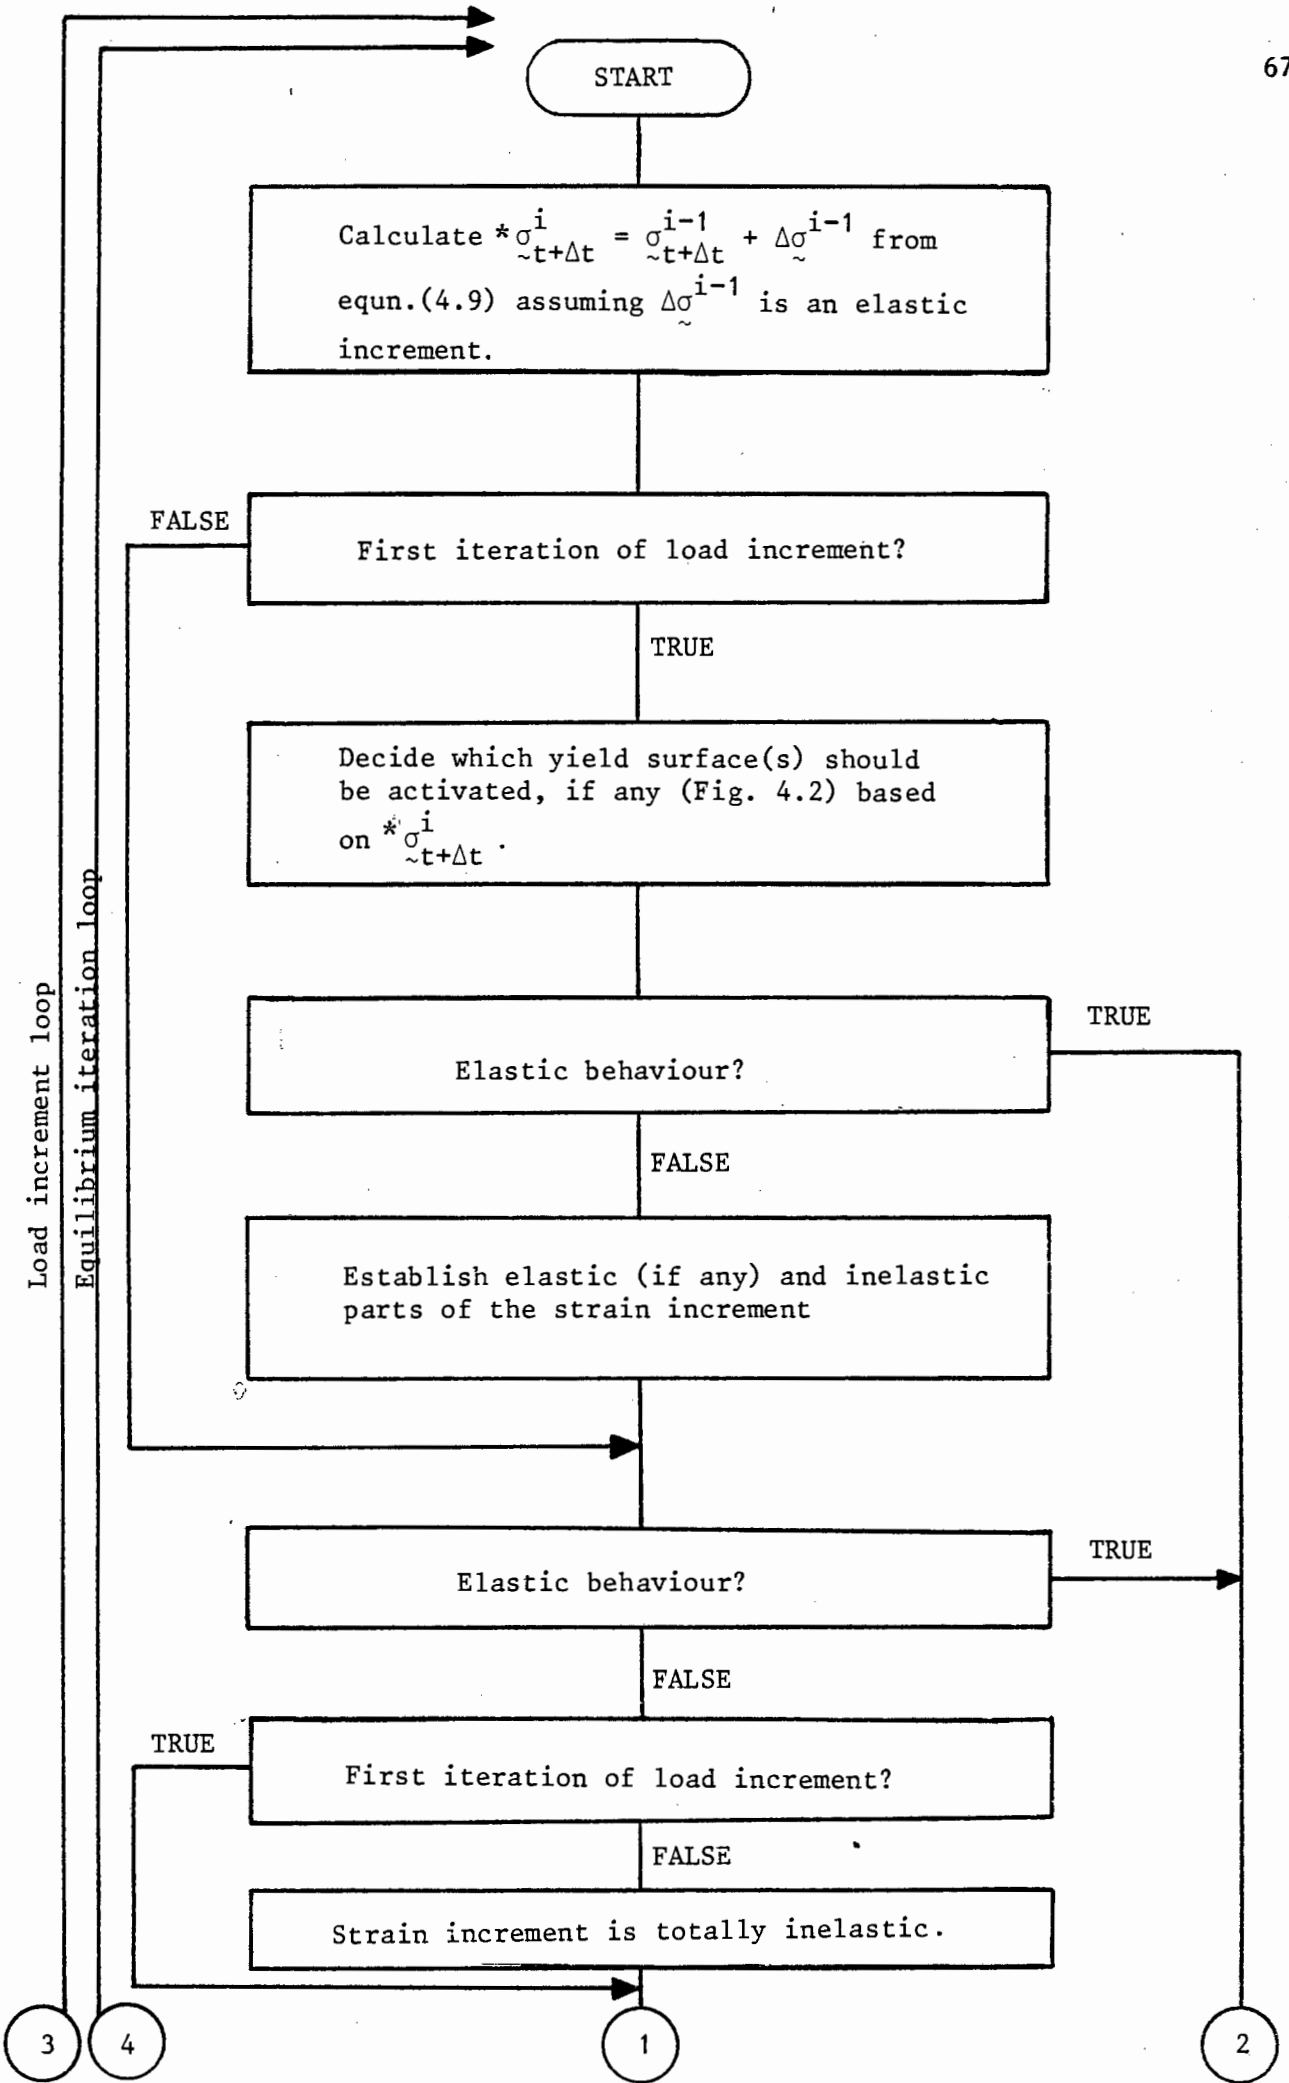 67
START
Calculate *σ̰ⁱ_t+Δt = σ̰ⁱ⁻¹_t+Δt + Δσ̰ⁱ⁻¹ from
equn.(4.9) assuming Δσ̰ⁱ⁻¹ is an elastic
increment.
FALSE
First iteration of load increment?
TRUE
Decide which yield surface(s) should
be activated, if any (Fig. 4.2) based
on *σ̰ⁱ_t+Δt .
Load increment loop
Equilibrium iteration loop
TRUE
Elastic behaviour?
FALSE
Establish elastic (if any) and inelastic
parts of the strain increment
TRUE
Elastic behaviour?
FALSE
TRUE
First iteration of load increment?
FALSE
Strain increment is totally inelastic.
3
4
1
2